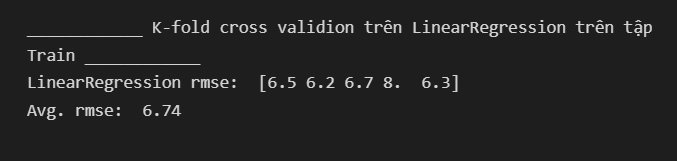 ____________ K-fold cross validion trên LinearRegression trên tập
Train ____________
LinearRegression rmse:  [6.5 6.2 6.7 8.  6.3]
Avg. rmse:  6.74